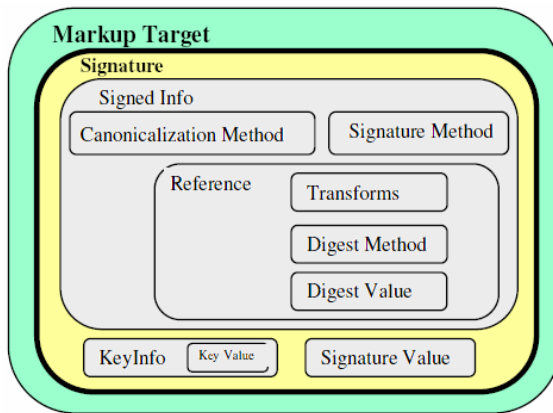 Markup Target
Signature
Signed Info
Canonicalization Method
Signature Method
Reference
Transforms
Digest Method
Digest Value
KeyInfo
Key Value
Signature Value